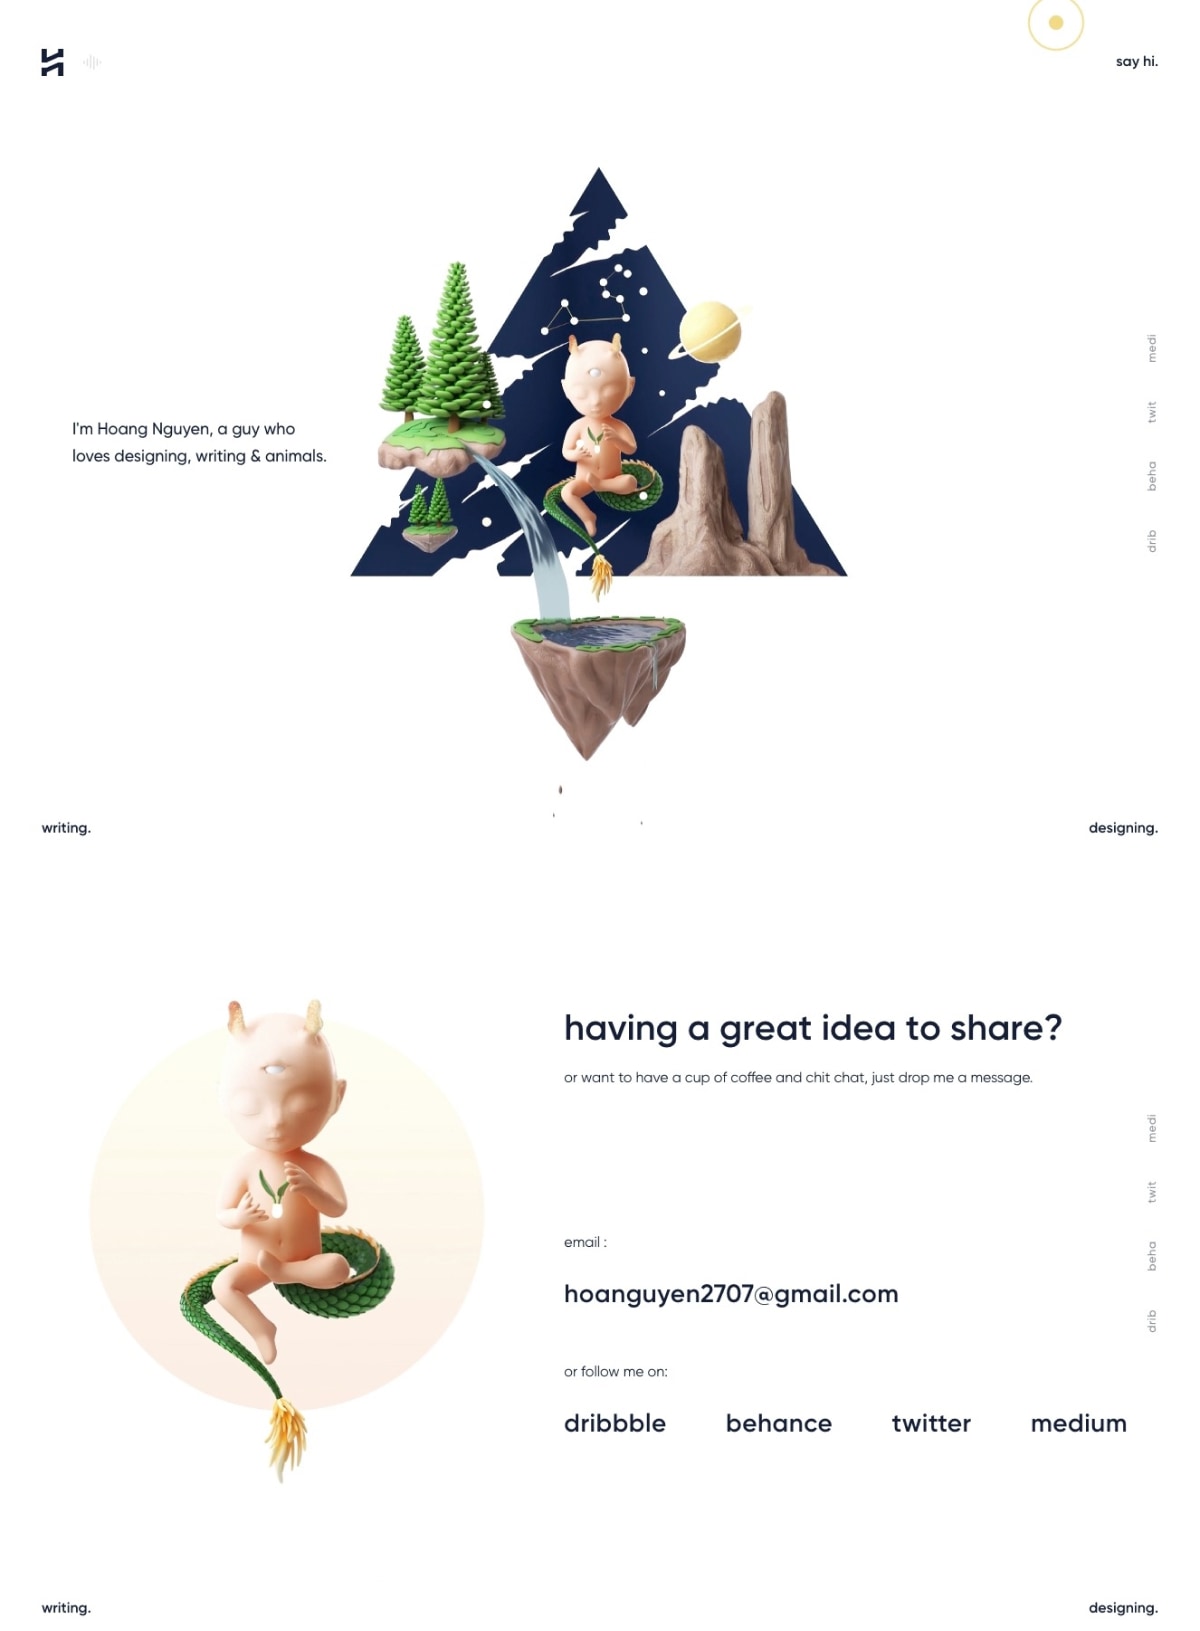 say hi.
I'm Hoang Nguyen, a guy who
loves designing, writing & animals.
medi
twit
beha
drib
writing.
designing.
having a great idea to share?
or want to have a cup of coffee and chit chat, just drop me a message.
email :
hoanguyen2707@gmail.com
or follow me on:
dribbble behance twitter medium
medi
twit
beha
drib
writing.
designing.